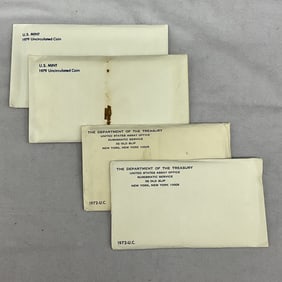 U.S. MINT
1979 Uncirculated Coin
U.S. MINT
1979 Uncirculated Coin
THE DEPARTMENT OF THE TREASURY
UNITED STATES ASSAY OFFICE
NUMISMATIC SERVICE
32 OLD SLIP
NEW YORK, NEW YORK 10005
1972-U.C.
THE DEPARTMENT OF THE TREASURY
UNITED STATES ASSAY OFFICE
NUMISMATIC SERVICE
32 OLD SLIP
NEW YORK, NEW YORK 10005
1972-U.C.